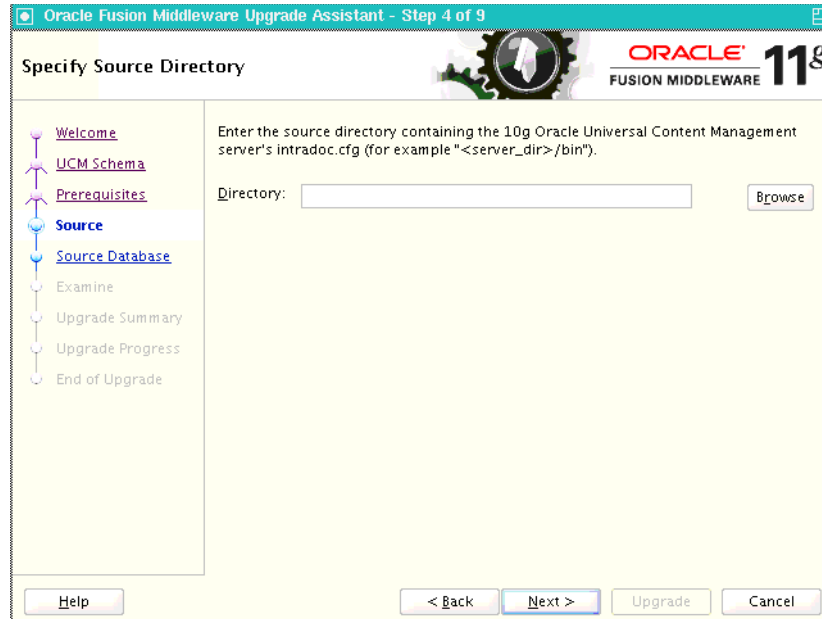 Oracle Fusion Middleware Upgrade Assistant - Step 4 of 9
Specify Source Directory
ORACLE
FUSION MIDDLEWARE
11g
Welcome
UCM Schema
Prerequisites
Source
Source Database
Examine
Upgrade Summary
Upgrade Progress
End of Upgrade
Enter the source directory containing the 10g Oracle Universal Content Management
server's intradoc.cfg (for example "<server_dir>/bin").
Directory:
Browse
Help
< Back
Next >
Upgrade
Cancel